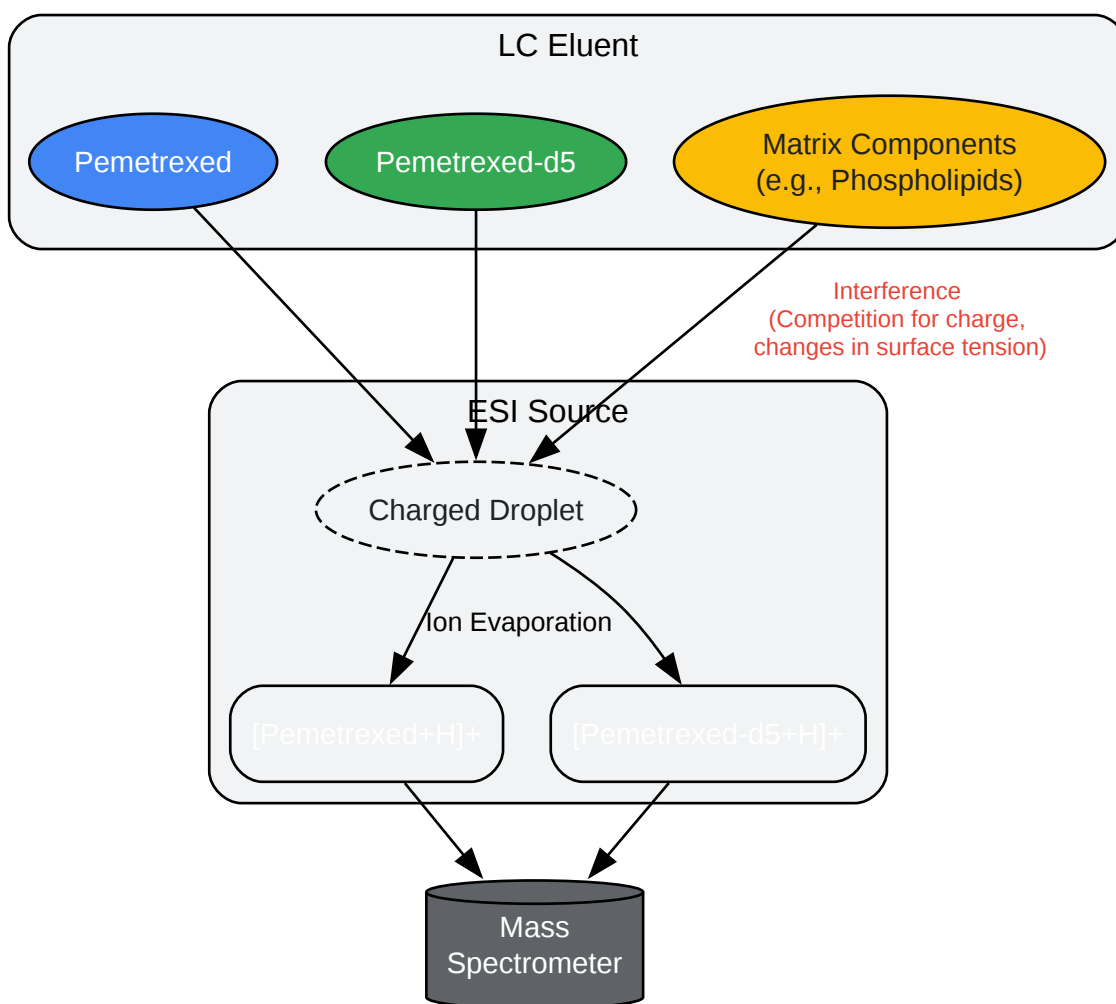 LC Eluent
Pemetrexed
Pemetrexed-d5
Matrix Components
(e.g., Phospholipids)
Interference
(Competition for charge,
changes in surface tension)
ESI Source
Charged Droplet
Ion Evaporation
[Pemetrexed+H]+
[Pemetrexed-d5+H]+
Mass
Spectrometer